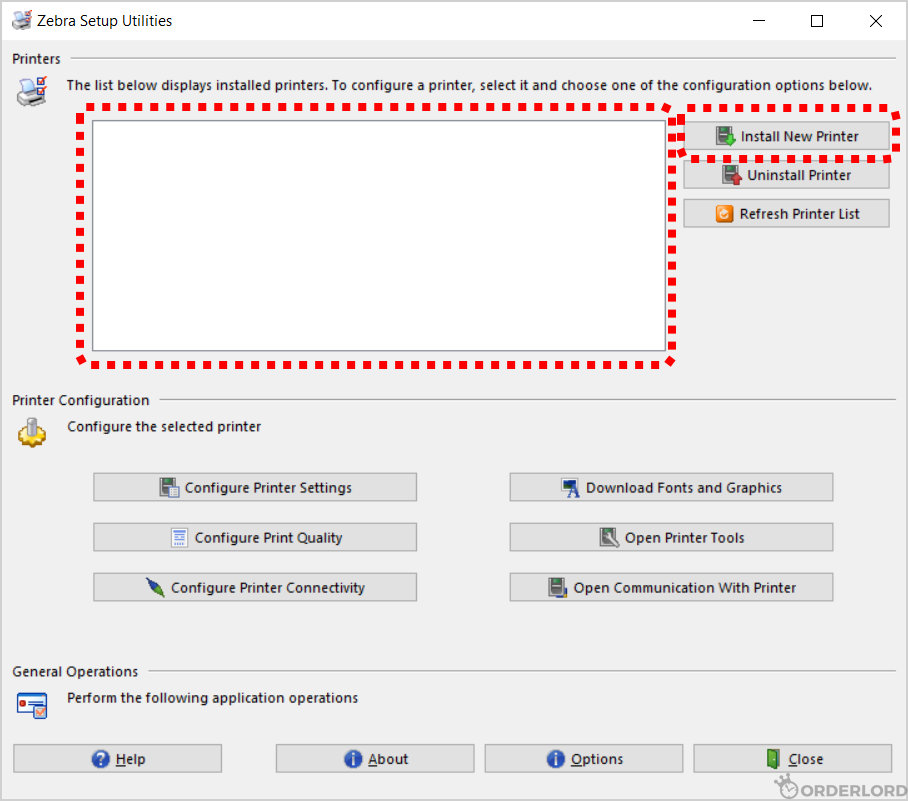 Zebra Setup Utilities
Printers
The list below displays installed printers. To configure a printer, select it and choose one of the configuration options below.
Install New Printer
Uninstall Printer
Refresh Printer List
Printer Configuration
Configure the selected printer
Configure Printer Settings
Download Fonts and Graphics
Configure Print Quality
Open Printer Tools
Configure Printer Connectivity
Open Communication With Printer
General Operations
Perform the following application operations
Help
About
Options
Close
ORDERLORD